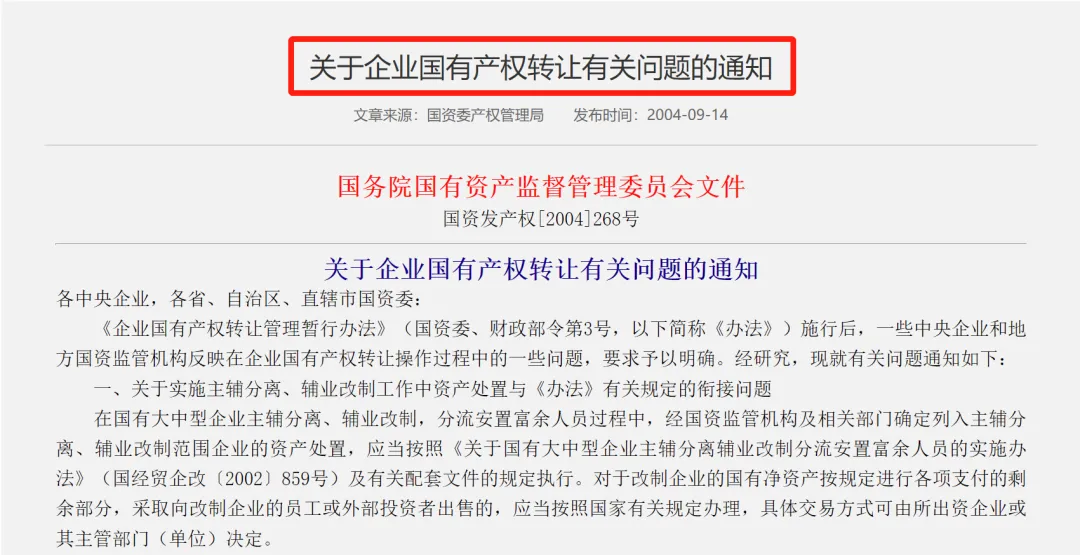 关于企业国有产权转让有关问题的通知
文章来源：国资委产权管理局 发布时间：2004-09-14
国务院国有资产监督管理委员会文件
国资发产权[2004]268号
关于企业国有产权转让有关问题的通知
各中央企业，各省、自治区、直辖市国资委：
《企业国有产权转让管理暂行办法》（国资委、财政部令第3号，以下简称《办法》）施行后，一些中央企业和地
方国资监管机构反映在企业国有产权转让操作过程中的一些问题，要求予以明确。经研究，现就有关问题通知如下：
一、关于实施主辅分离、辅业改制工作中资产处置与《办法》有关规定的衔接问题
在国有大中型企业主辅分离、辅业改制，分流安置富余人员过程中，经国资监管机构及相关部门确定列入主辅分
离、辅业改制范围企业的资产处置，应当按照《关于国有大中型企业主辅分离辅业改制分流安置富余人员的实施办
法》（国经贸企改〔2002〕859号）及有关配套文件的规定执行。对于改制企业的国有净资产按规定进行各项支付的剩
余部分，采取向改制企业的员工或外部投资者出售的，应当按照国家有关规定办理，具体交易方式可由所出资企业或
其主管部门（单位）决定。